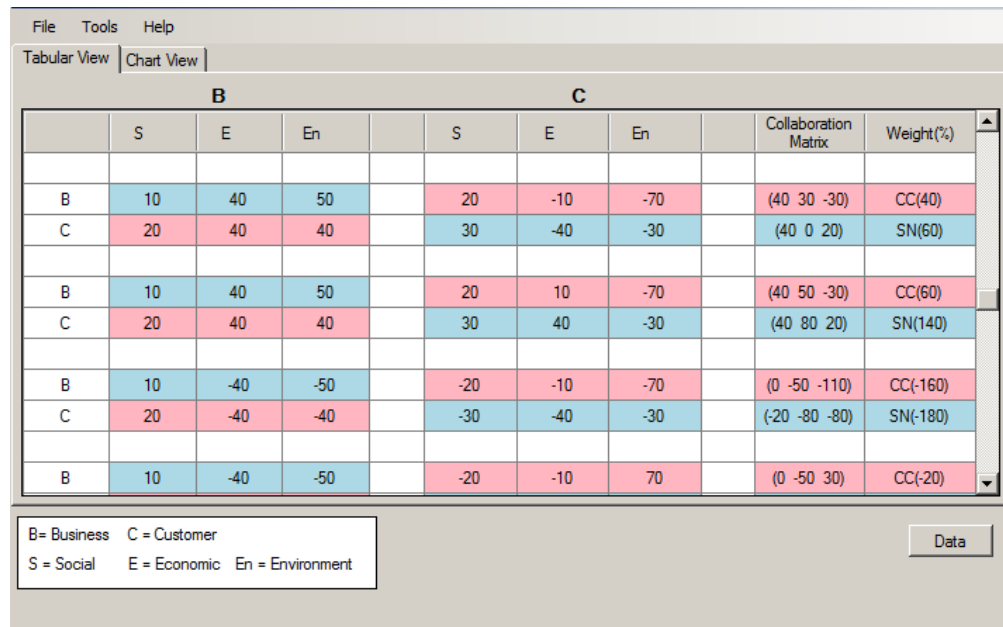 File Tools Help
Tabular View Chart View
B C
S E En S E En Collaboration Matrix Weight(%)
B 10 40 50 20 -10 -70 (40 30 -30) CC(40)
C 20 40 40 30 -40 -30 (40 0 20) SN(60)
B 10 40 50 20 10 -70 (40 50 -30) CC(60)
C 20 40 40 30 40 -30 (40 80 20) SN(140)
B 10 -40 -50 -20 -10 -70 (0 -50 -110) CC(-160)
C 20 -40 -40 -30 -40 -30 (-20 -80 -80) SN(-180)
B 10 -40 -50 -20 -10 70 (0 -50 30) CC(-20)
B= Business C = Customer
S = Social E = Economic En = Environment
Data